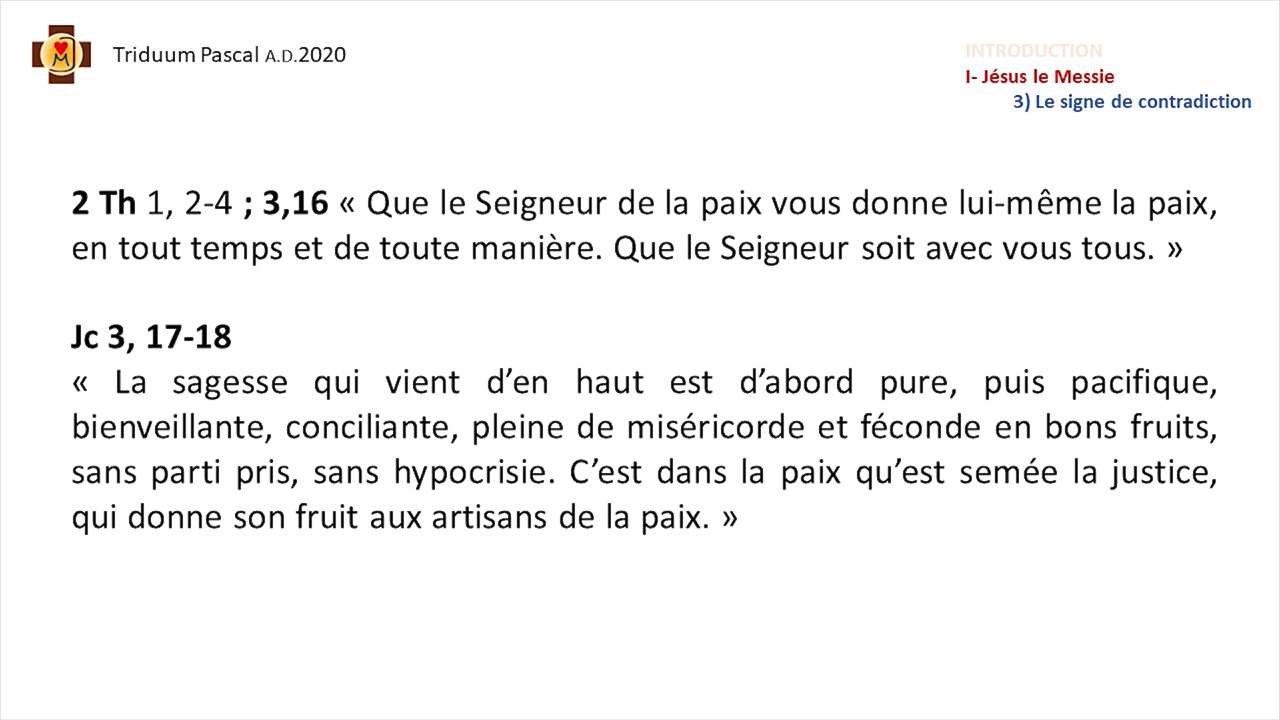 M
Triduum Pascal A.D.2020
INTRODUCTION
I- Jésus le Messie
3) Le signe de contradiction
2 Th 1, 2-4 ; 3,16 « Que le Seigneur de la paix vous donne lui-même la paix,
en tout temps et de toute manière. Que le Seigneur soit avec vous tous. »
Jc 3, 17-18
« La sagesse qui vient d’en haut est d’abord pure, puis pacifique,
bienveillante, conciliante, pleine de miséricorde et féconde en bons fruits,
sans parti pris, sans hypocrisie. C’est dans la paix qu’est semée la justice,
qui donne son fruit aux artisans de la paix. »